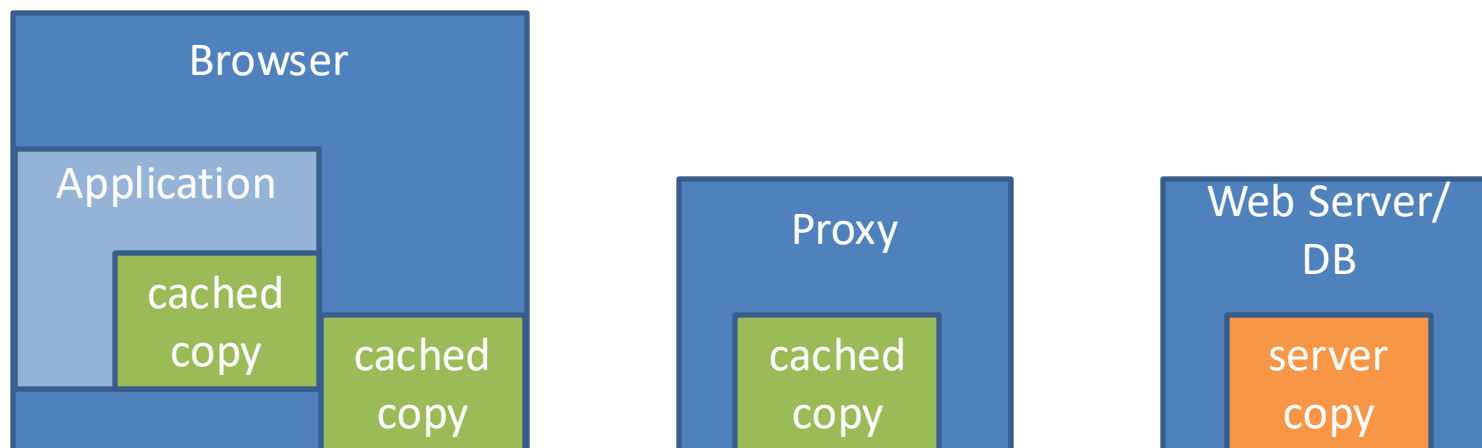 Browser
Application
cached
copy
cached
copy
Proxy
cached
copy
Web Server/
DB
server
copy